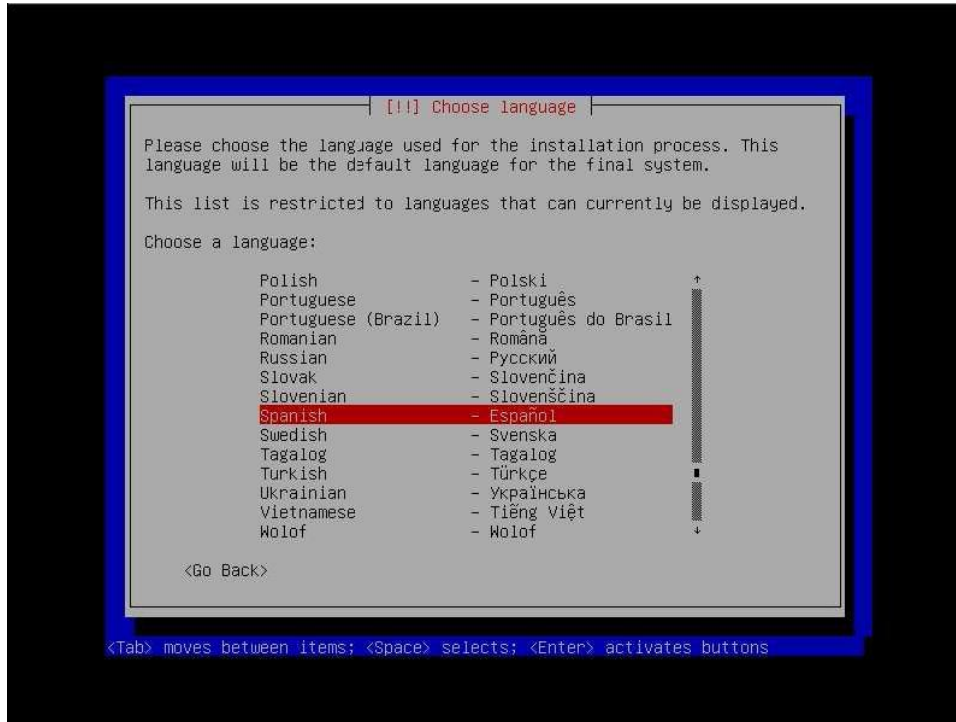 [!!] Choose language
Please choose the language used for the installation process. This
language will be the default language for the final system.
This list is restricted to languages that can currently be displayed.
Choose a language:
Polish - Polski
Portuguese - Português
Portuguese (Brazil) - Português do Brasil
Romanian - Română
Russian - Русский
Slovak - Slovenčina
Slovenian - Slovenščina
Spanish - Español
Swedish - Svenska
Tagalog - Tagalog
Turkish - Türkçe
Ukrainian - Українська
Vietnamese - Tiếng Việt
Wolof - Wolof
<Go Back>
<Tab> moves between items; <Space> selects; <Enter> activates buttons